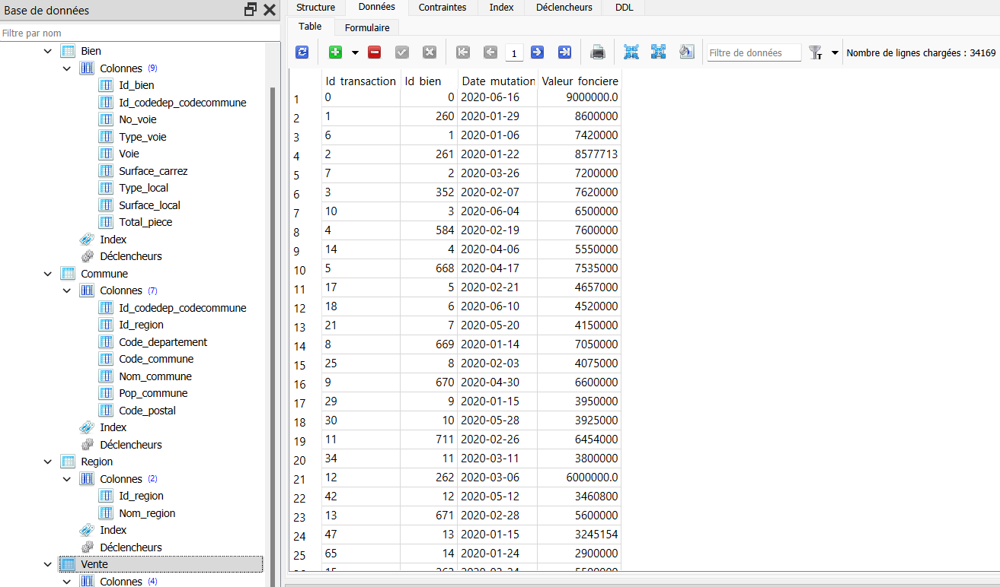 Base de données
Filtre par nom
Bien
Colonnes (9)
Id_bien
Id_codedep_codecommune
No_voie
Type_voie
Voie
Surface_carrez
Type_local
Surface_local
Total_piece
Index
Déclencheurs
Commune
Colonnes (7)
Id_codedep_codecommune
Id_region
Code_departement
Code_commune
Nom_commune
Pop_commune
Code_postal
Index
Déclencheurs
Region
Colonnes (2)
Id_region
Nom_region
Index
Déclencheurs
Vente
Colonnes (4)
Structure Données Contraintes Index Déclencheurs DDL
Table Formulaire
1 Filtre de données T Nombre de lignes chargées : 34169
Id transaction Id bien Date mutation Valeur fonciere
1 0 0 2020-06-16 9000000.0
2 1 260 2020-01-29 8600000
3 6 1 2020-01-06 7420000
4 2 261 2020-01-22 8577713
5 7 2 2020-03-26 7200000
6 3 352 2020-02-07 7620000
7 10 3 2020-06-04 6500000
8 4 584 2020-02-19 7600000
9 14 4 2020-04-06 5550000
10 5 668 2020-04-17 7535000
11 17 5 2020-02-21 4657000
12 18 6 2020-06-10 4520000
13 21 7 2020-05-20 4150000
14 8 669 2020-01-14 7050000
15 25 8 2020-02-03 4075000
16 9 670 2020-04-30 6600000
17 29 9 2020-01-15 3950000
18 30 10 2020-05-28 3925000
19 11 711 2020-02-26 6454000
20 34 11 2020-03-11 3800000
21 12 262 2020-03-06 6000000.0
22 42 12 2020-05-12 3460800
23 13 671 2020-02-28 5600000
24 47 13 2020-01-15 3245154
25 65 14 2020-01-24 2900000